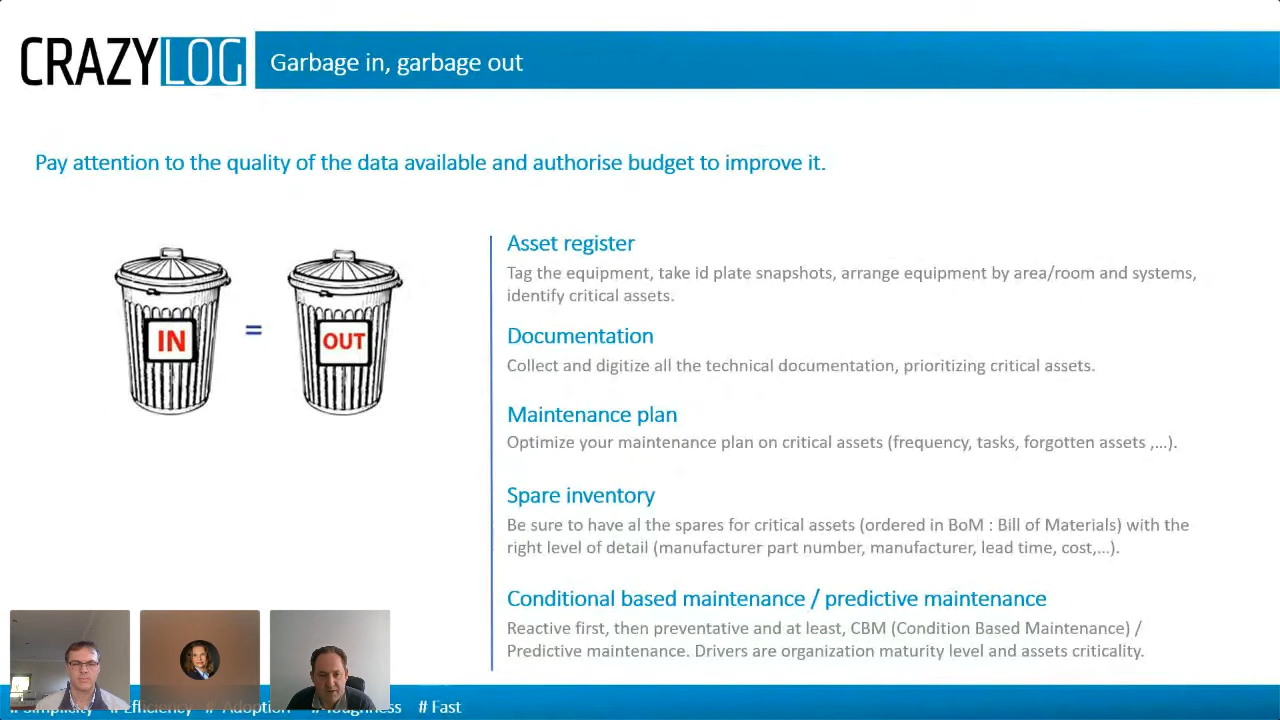 CRAZYLOG
Garbage in, garbage out
Pay attention to the quality of the data available and authorise budget to improve it.
IN
=
OUT
Asset register
Tag the equipment, take id plate snapshots, arrange equipment by area/room and systems,
identify critical assets.
Documentation
Collect and digitize all the technical documentation, prioritizing critical assets.
Maintenance plan
Optimize your maintenance plan on critical assets (frequency, tasks, forgotten assets ,...).
Spare inventory
Be sure to have al the spares for critical assets (ordered in BoM : Bill of Materials) with the
right level of detail (manufacturer part number, manufacturer, lead time, cost,...).
Conditional based maintenance / predictive maintenance
Reactive first, then preventative and at least, CBM (Condition Based Maintenance) /
Predictive maintenance. Drivers are organization maturity level and assets criticality.
# Simplicity # Efficiency # Adoption # Toughness # Fast